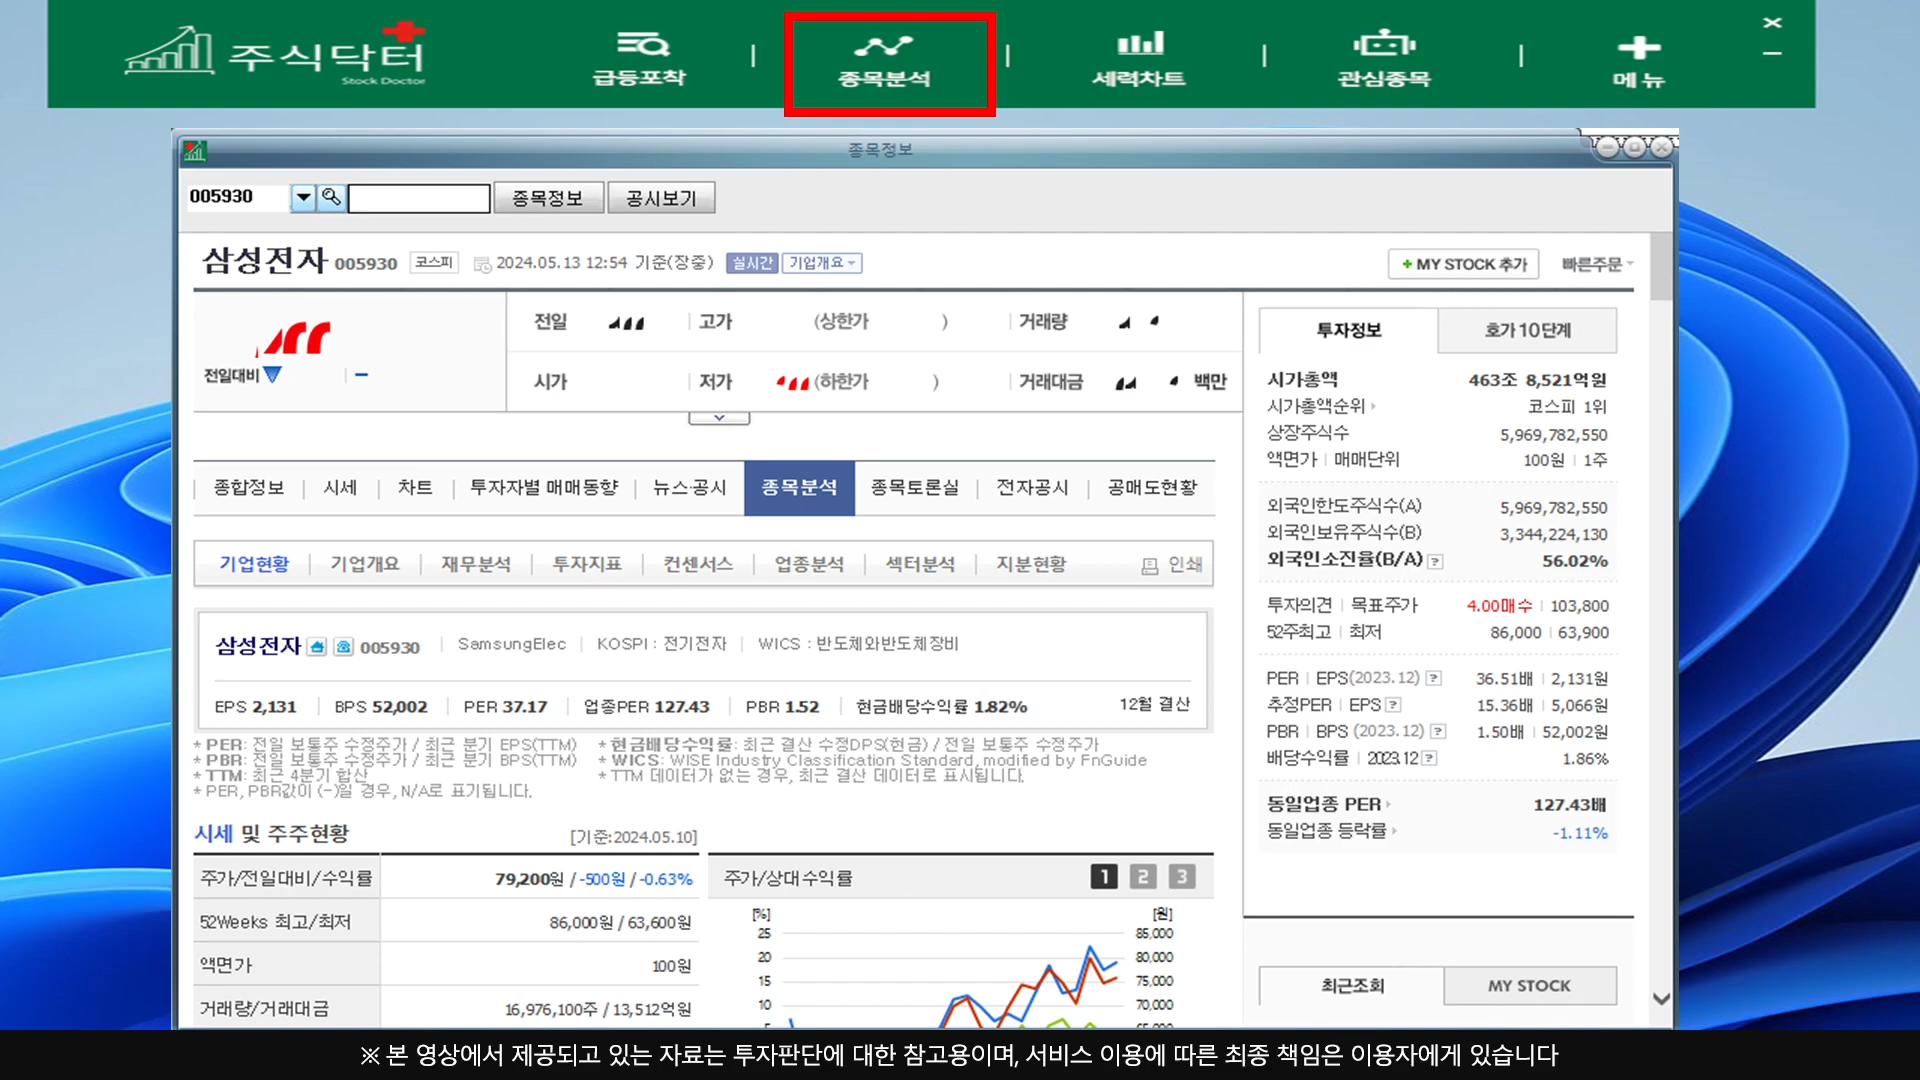 주식닥터
Stock Doctor
급등포착
종목분석
세력차트
관심종목
메뉴
종목정보
005930
종목정보
공시보기
삼성전자 005930 코스피 2024.05.13 12:54 기준(장중) 실시간 기업개요
+ MY STOCK 추가 빠른주문
전일대비
전일 고가 (상한가 ) 거래량
시가 저가 (하한가 ) 거래대금 백만
종합정보 시세 차트 투자자별 매매동향 뉴스·공시 종목분석 종목토론실 전자공시 공매도현황
기업현황 기업개요 재무분석 투자지표 컨센서스 업종분석 섹터분석 지분현황 인쇄
삼성전자 005930 SamsungElec KOSPI : 전기전자 WICS : 반도체와반도체장비
EPS 2,131 BPS 52,002 PER 37.17 업종PER 127.43 PBR 1.52 현금배당수익률 1.82% 12월 결산
* PER: 전일 보통주 수정주가 / 최근 분기 EPS(TTM)
* PBR: 전일 보통주 수정주가 / 최근 분기 BPS(TTM)
* TTM: 최근 4분기 합산
* PER, PBR값이 (-)일 경우, N/A로 표기됩니다.
* 현금배당수익률: 최근 결산 수정DPS(현금) / 전일 보통주 수정주가
* WICS: WISE Industry Classification Standard, modified by FnGuide
* TTM 데이터가 없는 경우, 최근 결산 데이터로 표시됩니다.
시세 및 주주현황 [기준:2024.05.10]
주가/전일대비/수익률 79,200원 / -500원 / -0.63%
52Weeks 최고/최저 86,000원 / 63,600원
액면가 100원
거래량/거래대금 16,976,100주 / 13,512억원
주가/상대수익률 1 2 3
[%] [원]
25 85,000
20 80,000
15 75,000
10 70,000
5 65,000
투자정보 호가 10단계
시가총액 463조 8,521억원
시가총액순위 코스피 1위
상장주식수 5,969,782,550
액면가 매매단위 100원 1주
외국인한도주식수(A) 5,969,782,550
외국인보유주식수(B) 3,344,224,130
외국인소진율(B/A) ? 56.02%
투자의견 목표주가 4.00매수 103,800
52주최고 최저 86,000 63,900
PER EPS(2023.12) ? 36.51배 2,131원
추정PER EPS ? 15.36배 5,066원
PBR BPS (2023.12) ? 1.50배 52,002원
배당수익률 2023.12 ? 1.86%
동일업종 PER 127.43배
동일업종 등락률 -1.11%
최근조회 MY STOCK
※ 본 영상에서 제공되고 있는 자료는 투자판단에 대한 참고용이며, 서비스 이용에 따른 최종 책임은 이용자에게 있습니다